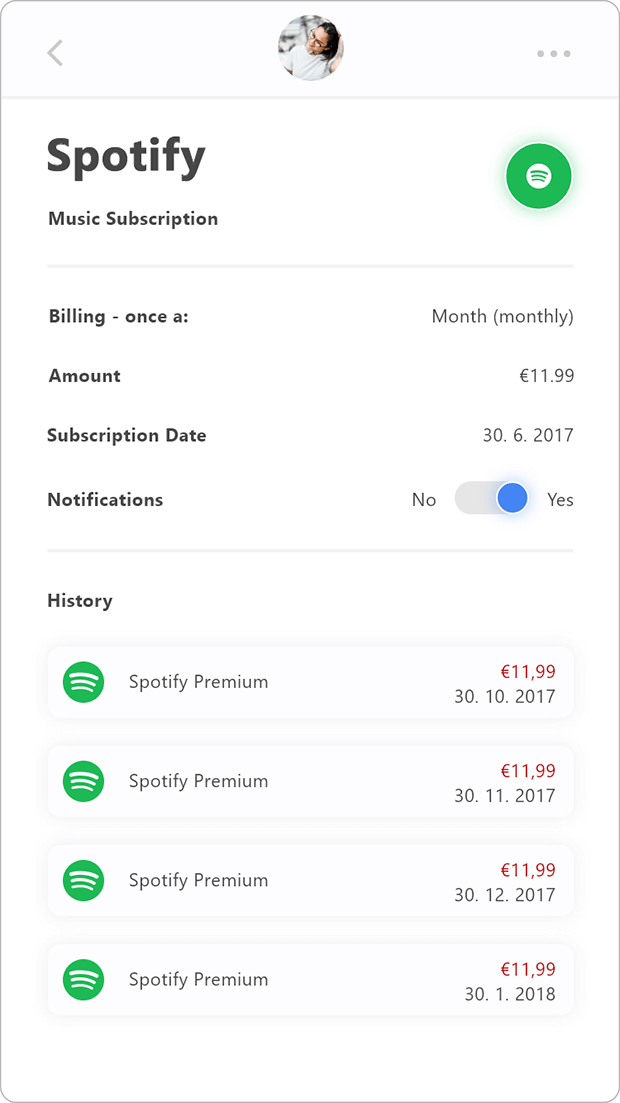 Spotify
Music Subscription
Billing - once a: Month (monthly)
Amount €11.99
Subscription Date 30. 6. 2017
Notifications No Yes
History
Spotify Premium €11,99
30. 10. 2017
Spotify Premium €11,99
30. 11. 2017
Spotify Premium €11,99
30. 12. 2017
Spotify Premium €11,99
30. 1. 2018